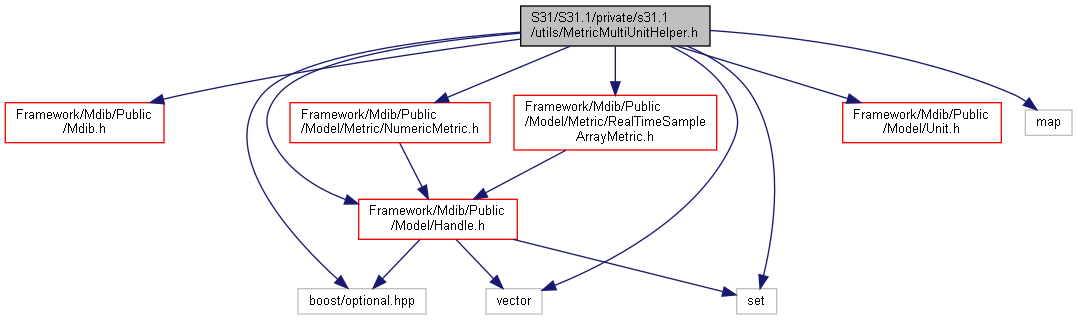 S31/S31.1/private/s31.1
/utils/MetricMultiUnitHelper.h
Framework/Mdib/Public
/Mdib.h
Framework/Mdib/Public
/Model/Metric/NumericMetric.h
Framework/Mdib/Public
/Model/Metric/RealTimeSample
ArrayMetric.h
Framework/Mdib/Public
/Model/Unit.h
map
Framework/Mdib/Public
/Model/Handle.h
boost/optional.hpp
vector
set